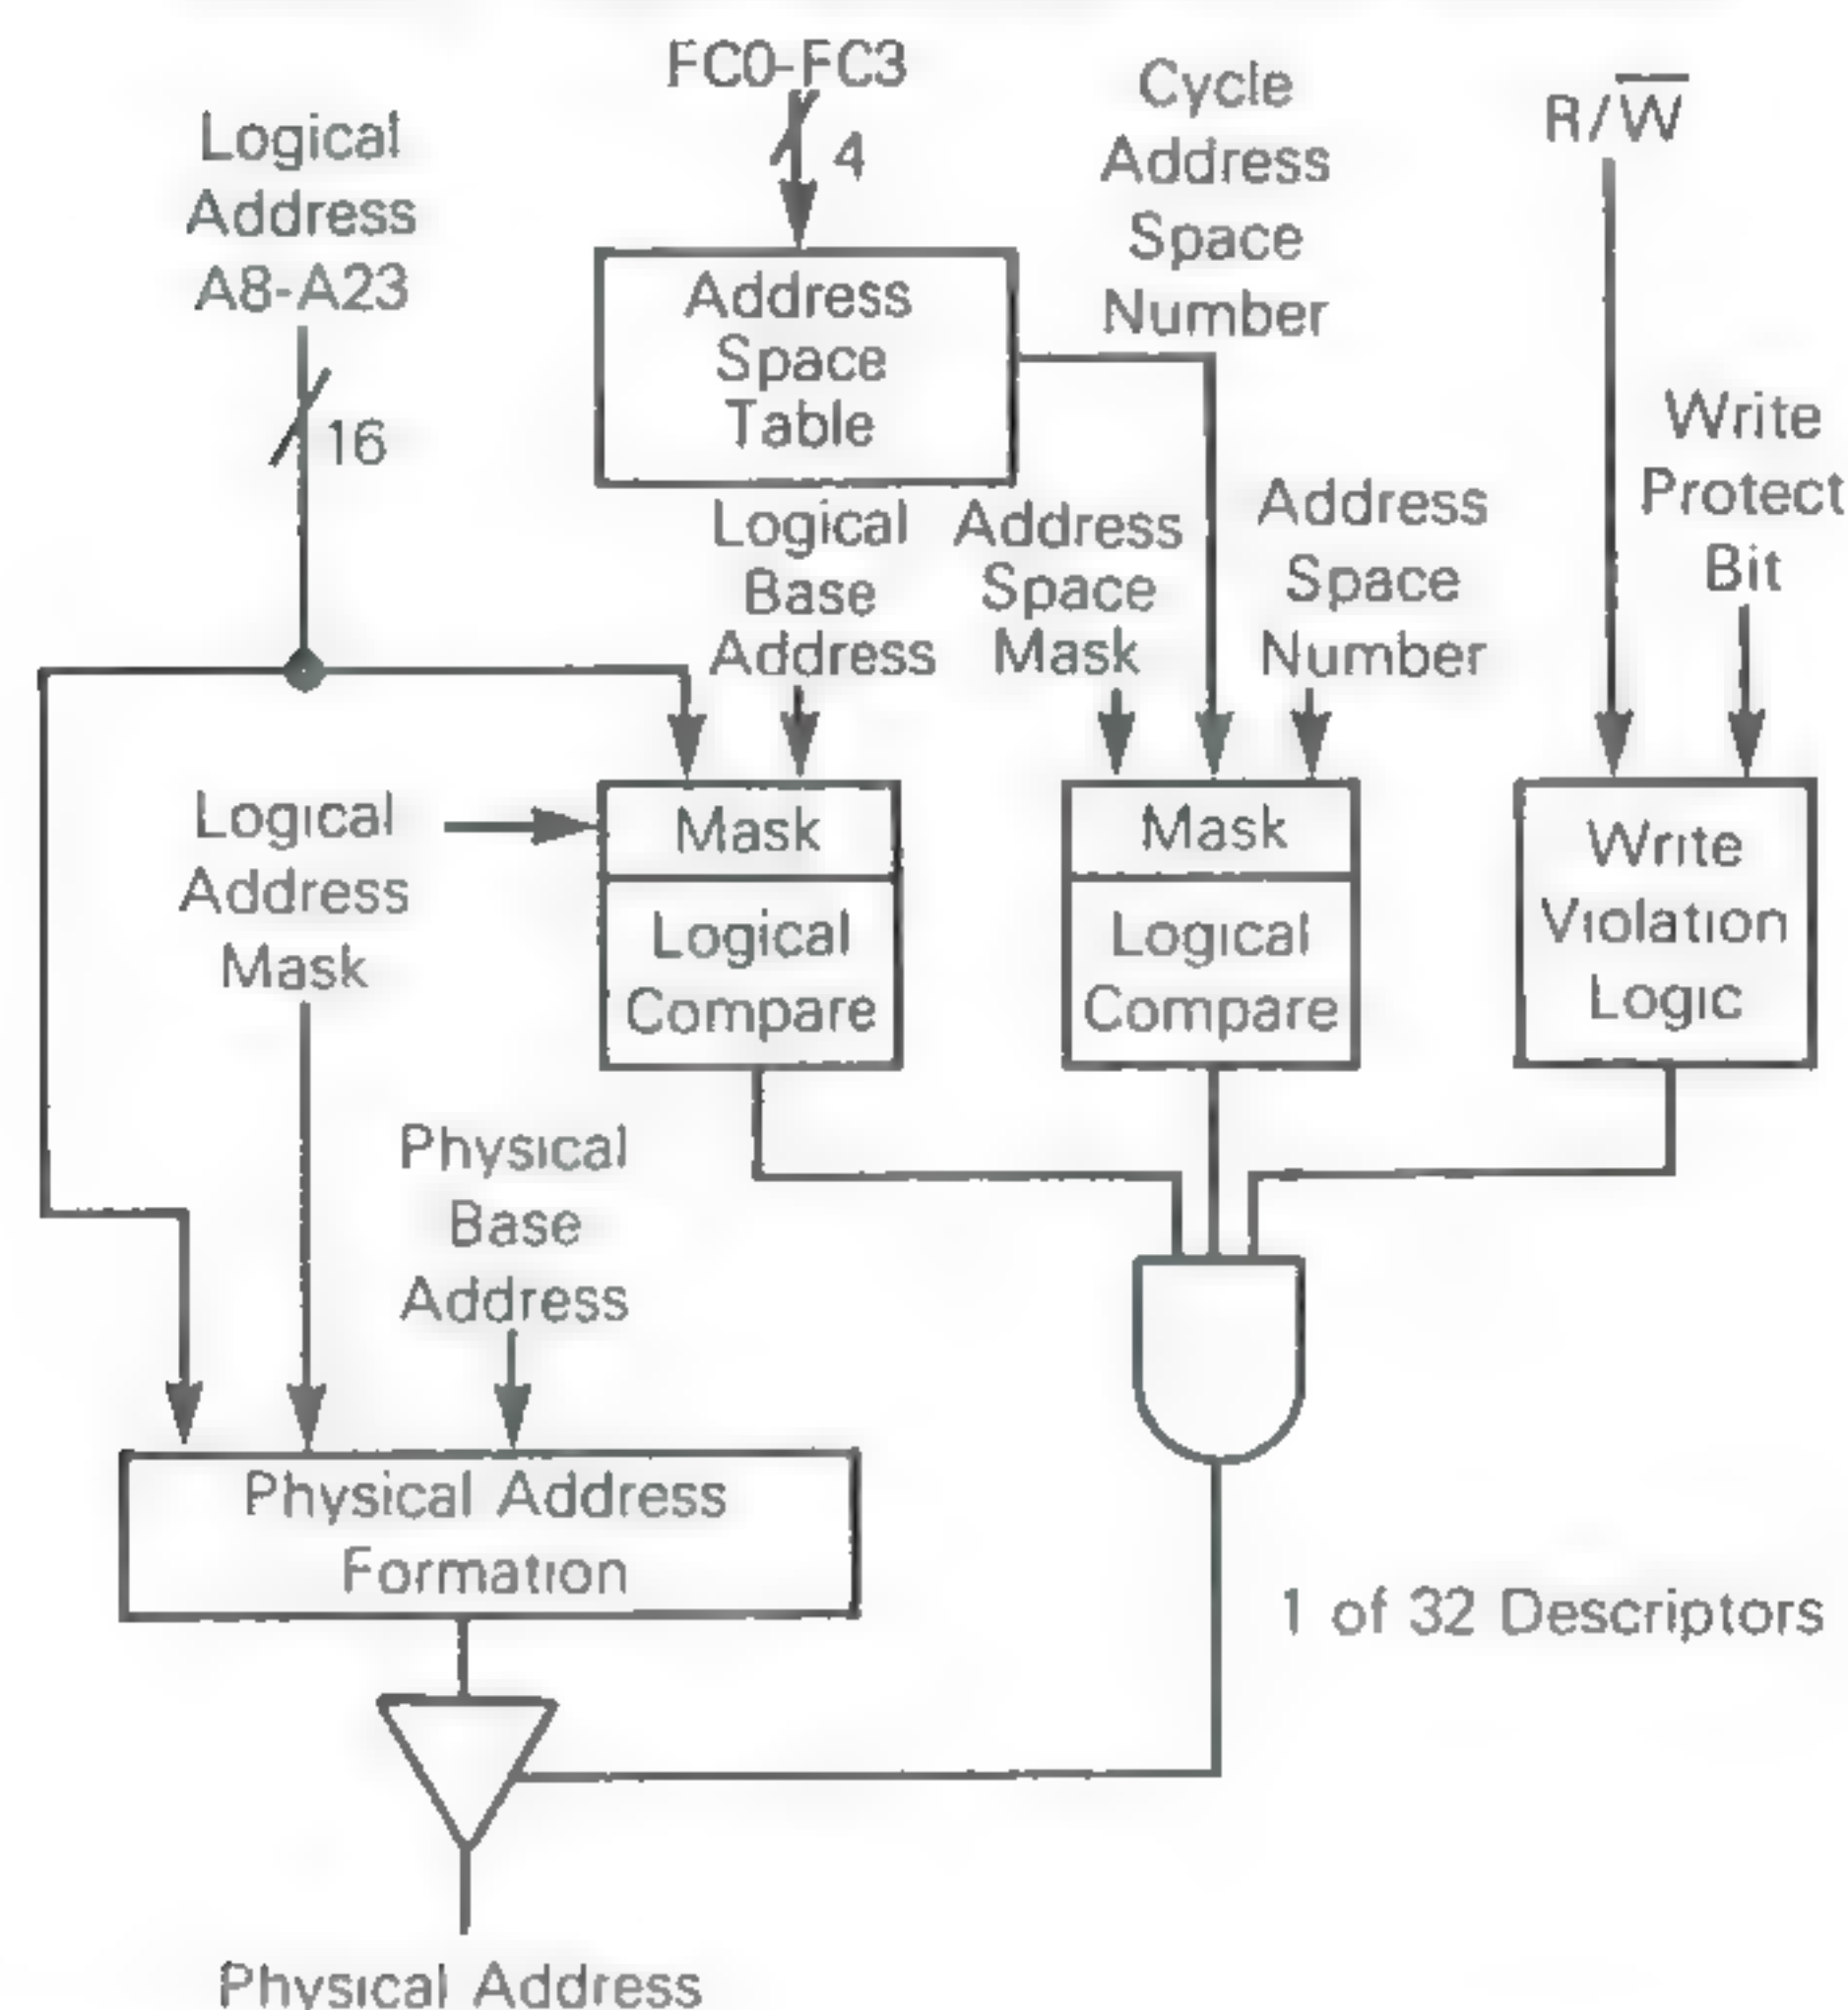 FC0-FC3
4
Cycle
Address
Space
Number
R/W̅
Logical
Address
A8-A23
16
Address
Space
Table
Write
Protect
Bit
Logical
Base
Address
Address
Space
Mask
Address
Space
Number
Logical
Address
Mask
Mask
Logical
Compare
Mask
Logical
Compare
Write
Violation
Logic
Physical
Base
Address
Physical Address
Formation
1 of 32 Descriptors
Physical Address